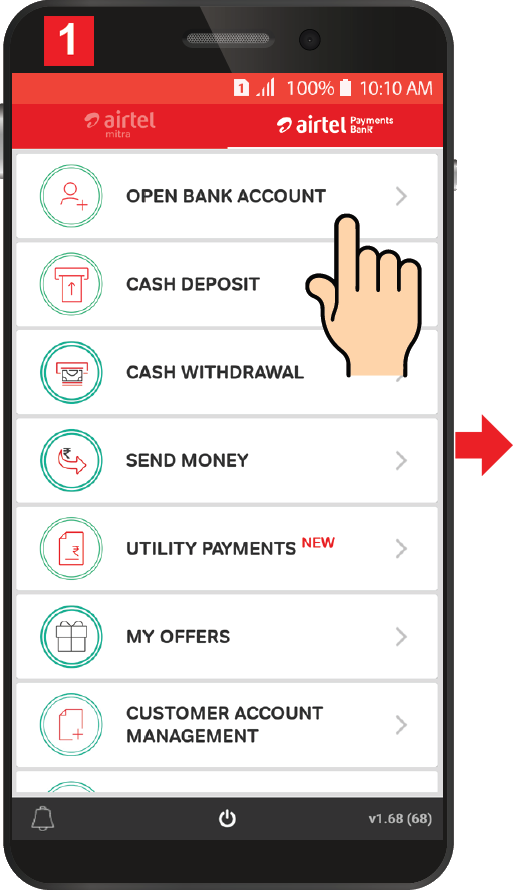 1
1 100% 10:10 AM
airtel
mitra
airtel Payments
Bank
OPEN BANK ACCOUNT
CASH DEPOSIT
CASH WITHDRAWAL
₹
SEND MONEY
₹
UTILITY PAYMENTS NEW
MY OFFERS
CUSTOMER ACCOUNT
MANAGEMENT
v1.68 (68)